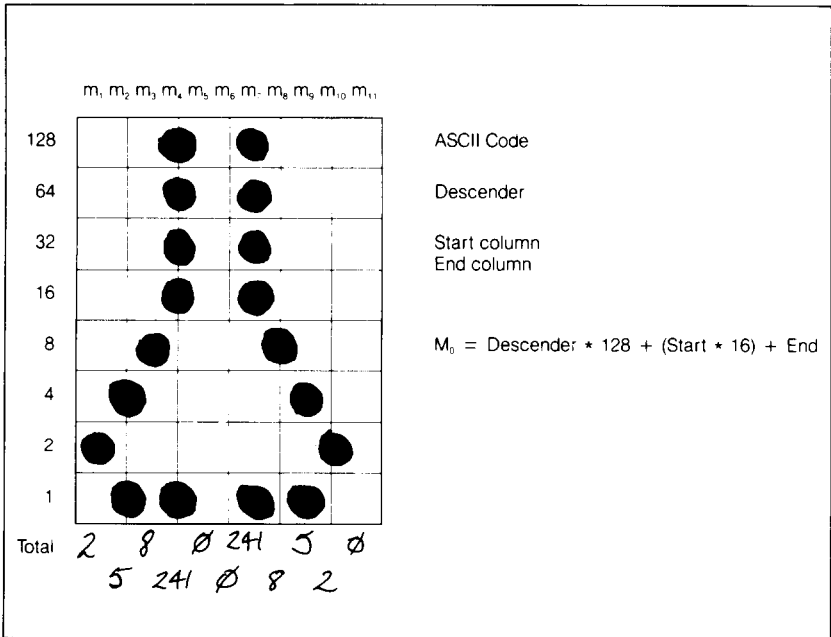 m₁ m₂ m₃ m₄ m₅ m₆ m₇ m₈ m₉ m₁₀ m₁₁
128 ASCII Code
64 Descender
32 Start column
End column
16
8 M₀ = Descender * 128 + (Start * 16) + End
4
2
1
Total 2 8 Ø 241 5 Ø
5 241 Ø 8 2